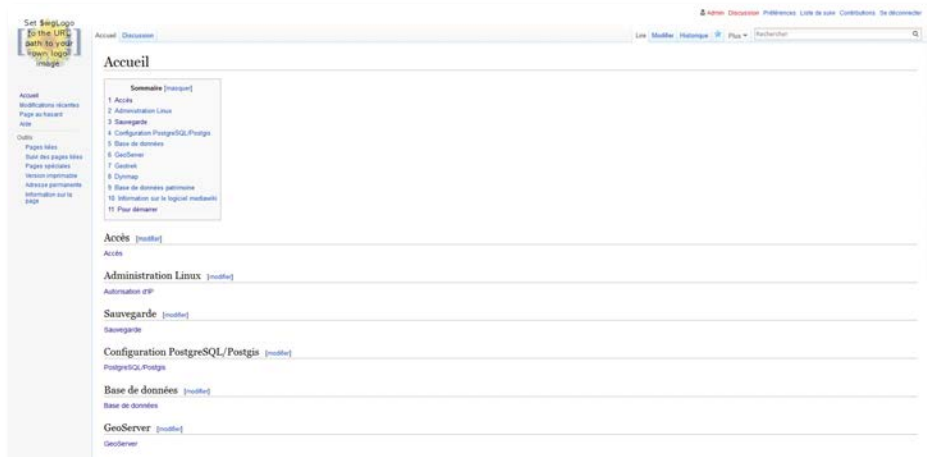 Admin Discussion Préférences Liste de suivi Contributions Se déconnecter
Set $wgLogo
to the URL
path to your
own logo
image.
Accueil Discussion
Lire Modifier Historique Plus Rechercher
Accueil
Accueil
Modifications récentes
Page au hasard
Aide
Outils
Pages liées
Suivi des pages liées
Pages spéciales
Version imprimable
Adresse permanente
Information sur la
page
Sommaire [masquer]
1 Accès
2 Administration Linux
3 Sauvegarde
4 Configuration PostgreSQL/Postgis
5 Base de données
6 GeoServer
7 Geotrek
8 Dynmap
9 Base de données patrimoine
10 Information sur le logiciel mediawiki
11 Pour démarrer
Accès [modifier]
Accès
Administration Linux [modifier]
Autorisation d'IP
Sauvegarde [modifier]
Sauvegarde
Configuration PostgreSQL/Postgis [modifier]
PostgreSQL/Postgis
Base de données [modifier]
Base de données
GeoServer [modifier]
GeoServer